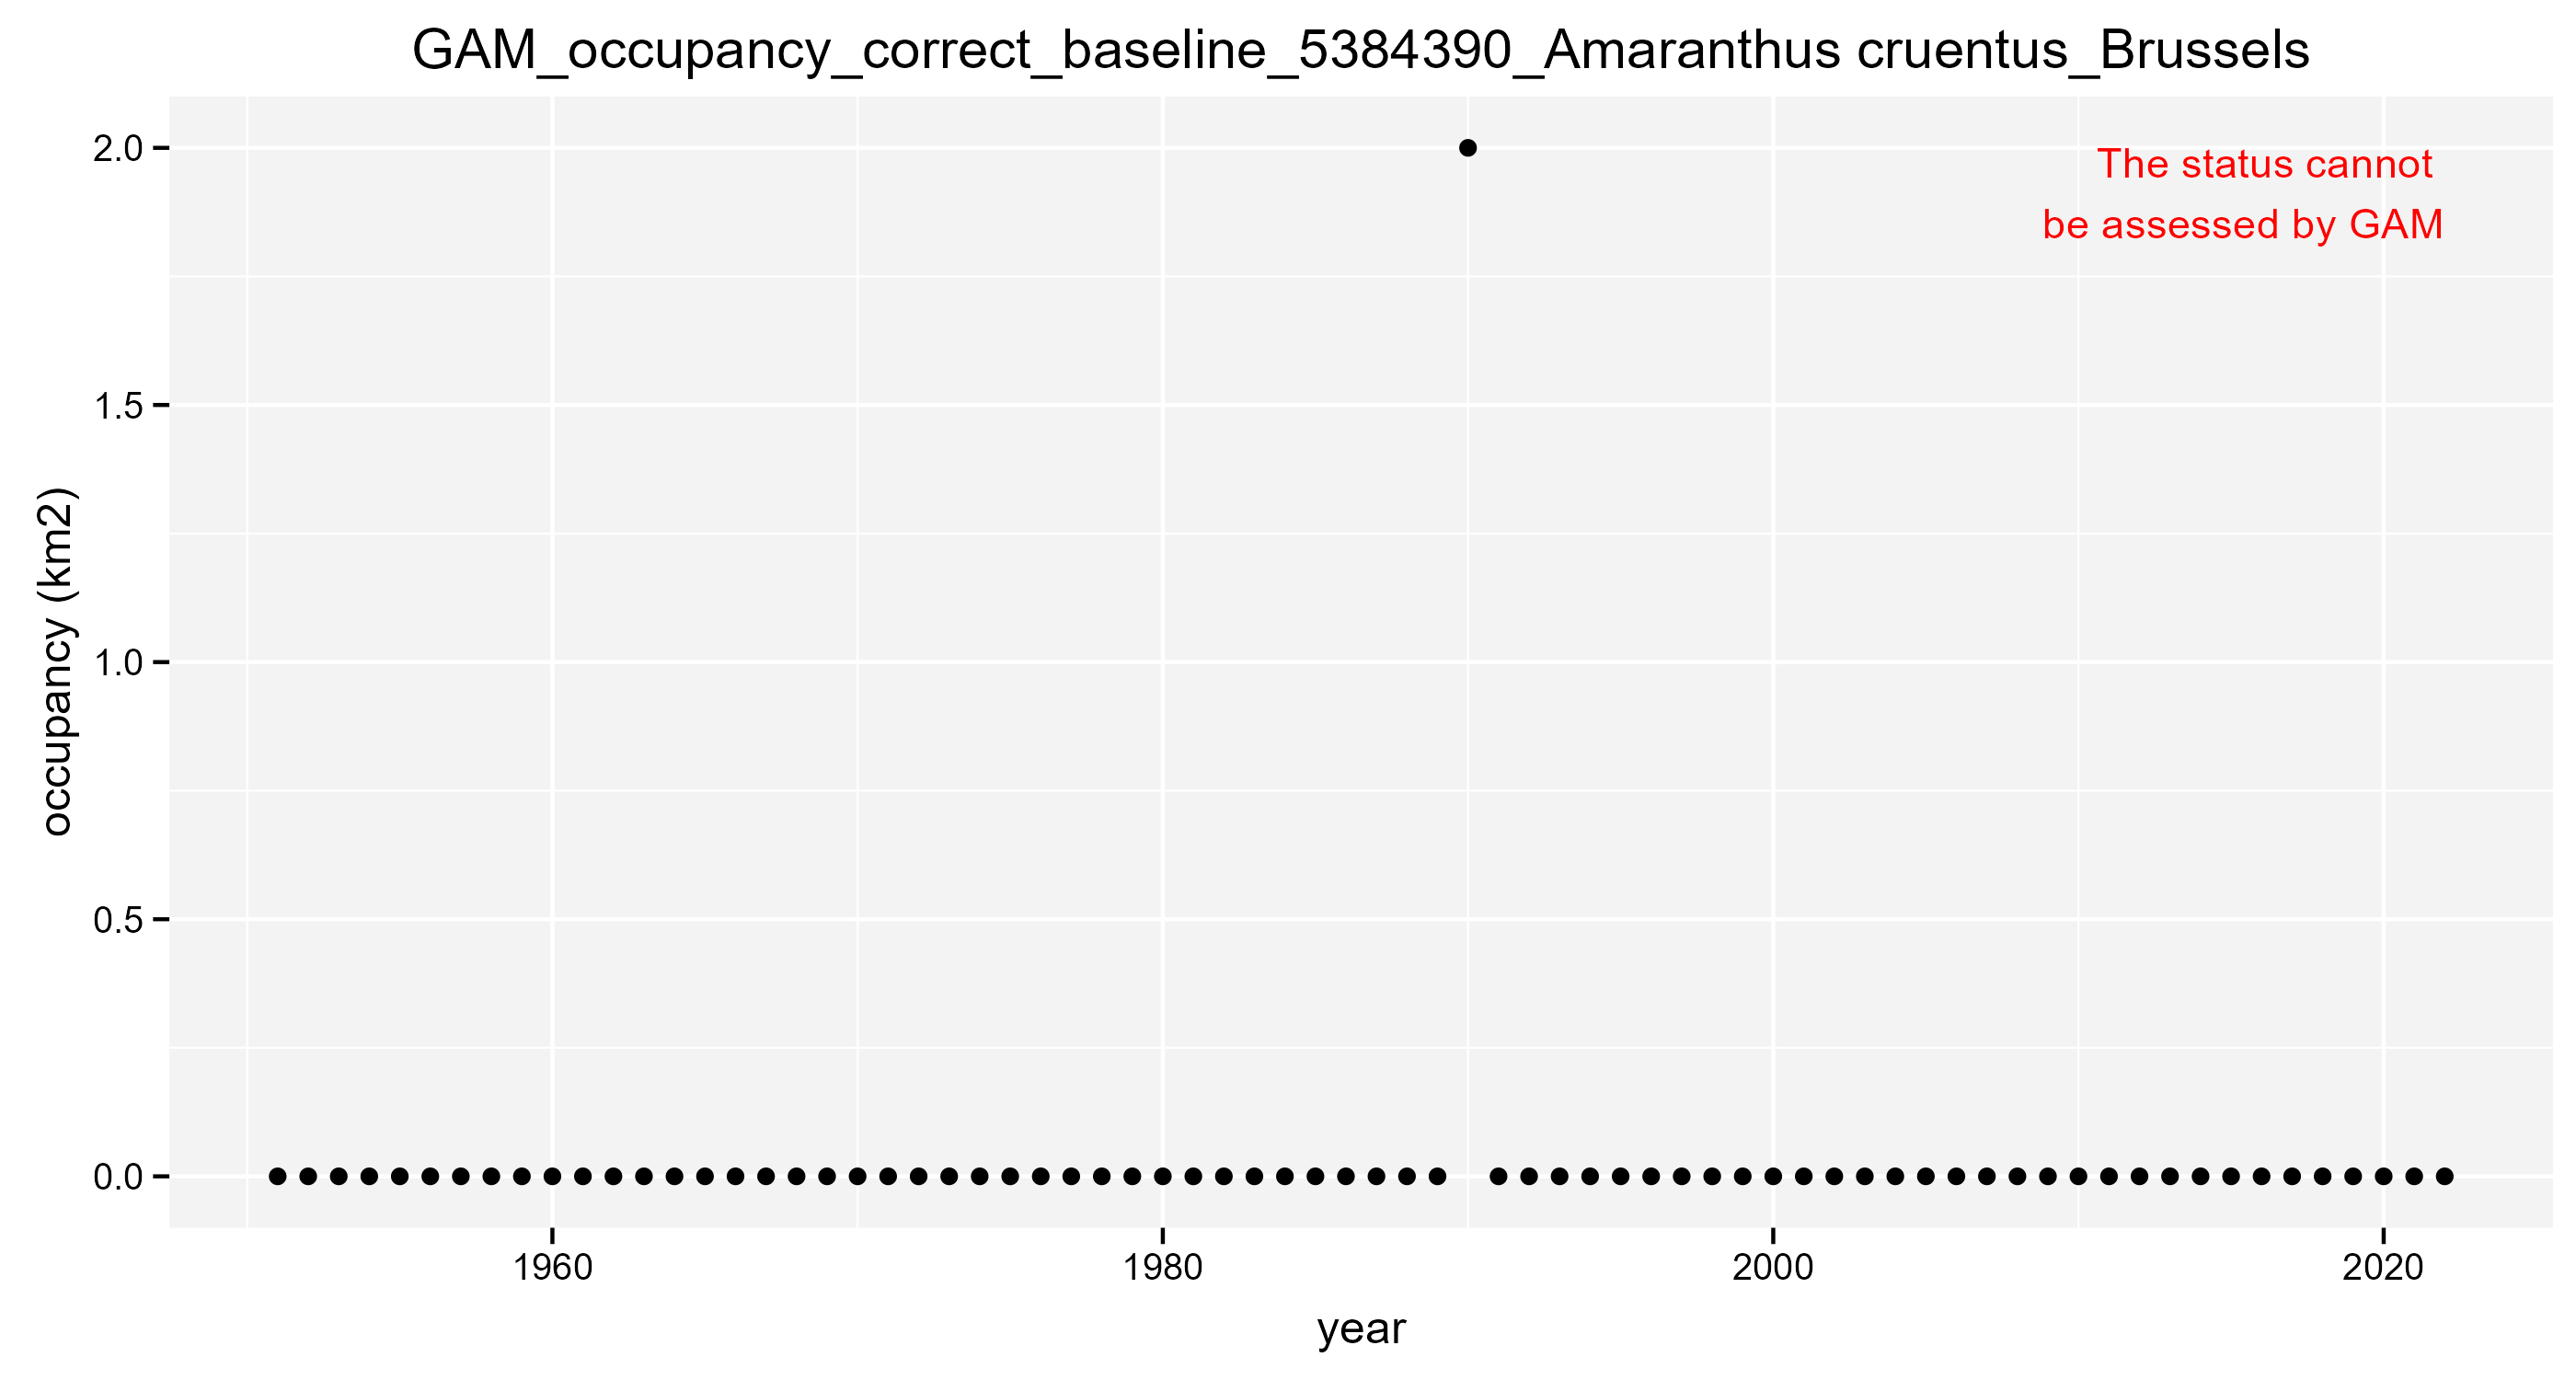 GAM_occupancy_correct_baseline_5384390_Amaranthus cruentus_Brussels
The status cannot
be assessed by GAM
2.0
1.5
1.0
0.5
0.0
occupancy (km2)
1960
1980
2000
2020
year